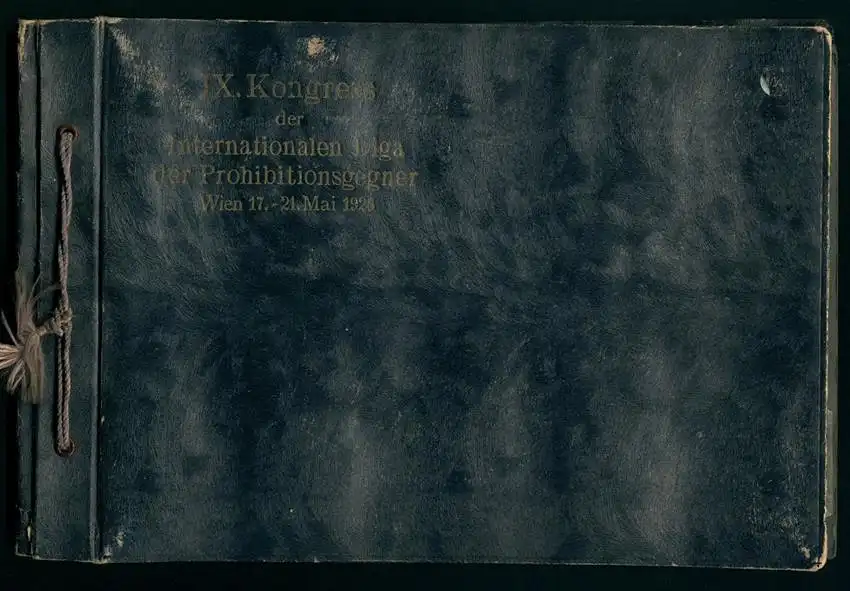 IX. Kongress
der
Internationalen Liga
der Prohibitionsgegner
Wien 17.-21. Mai